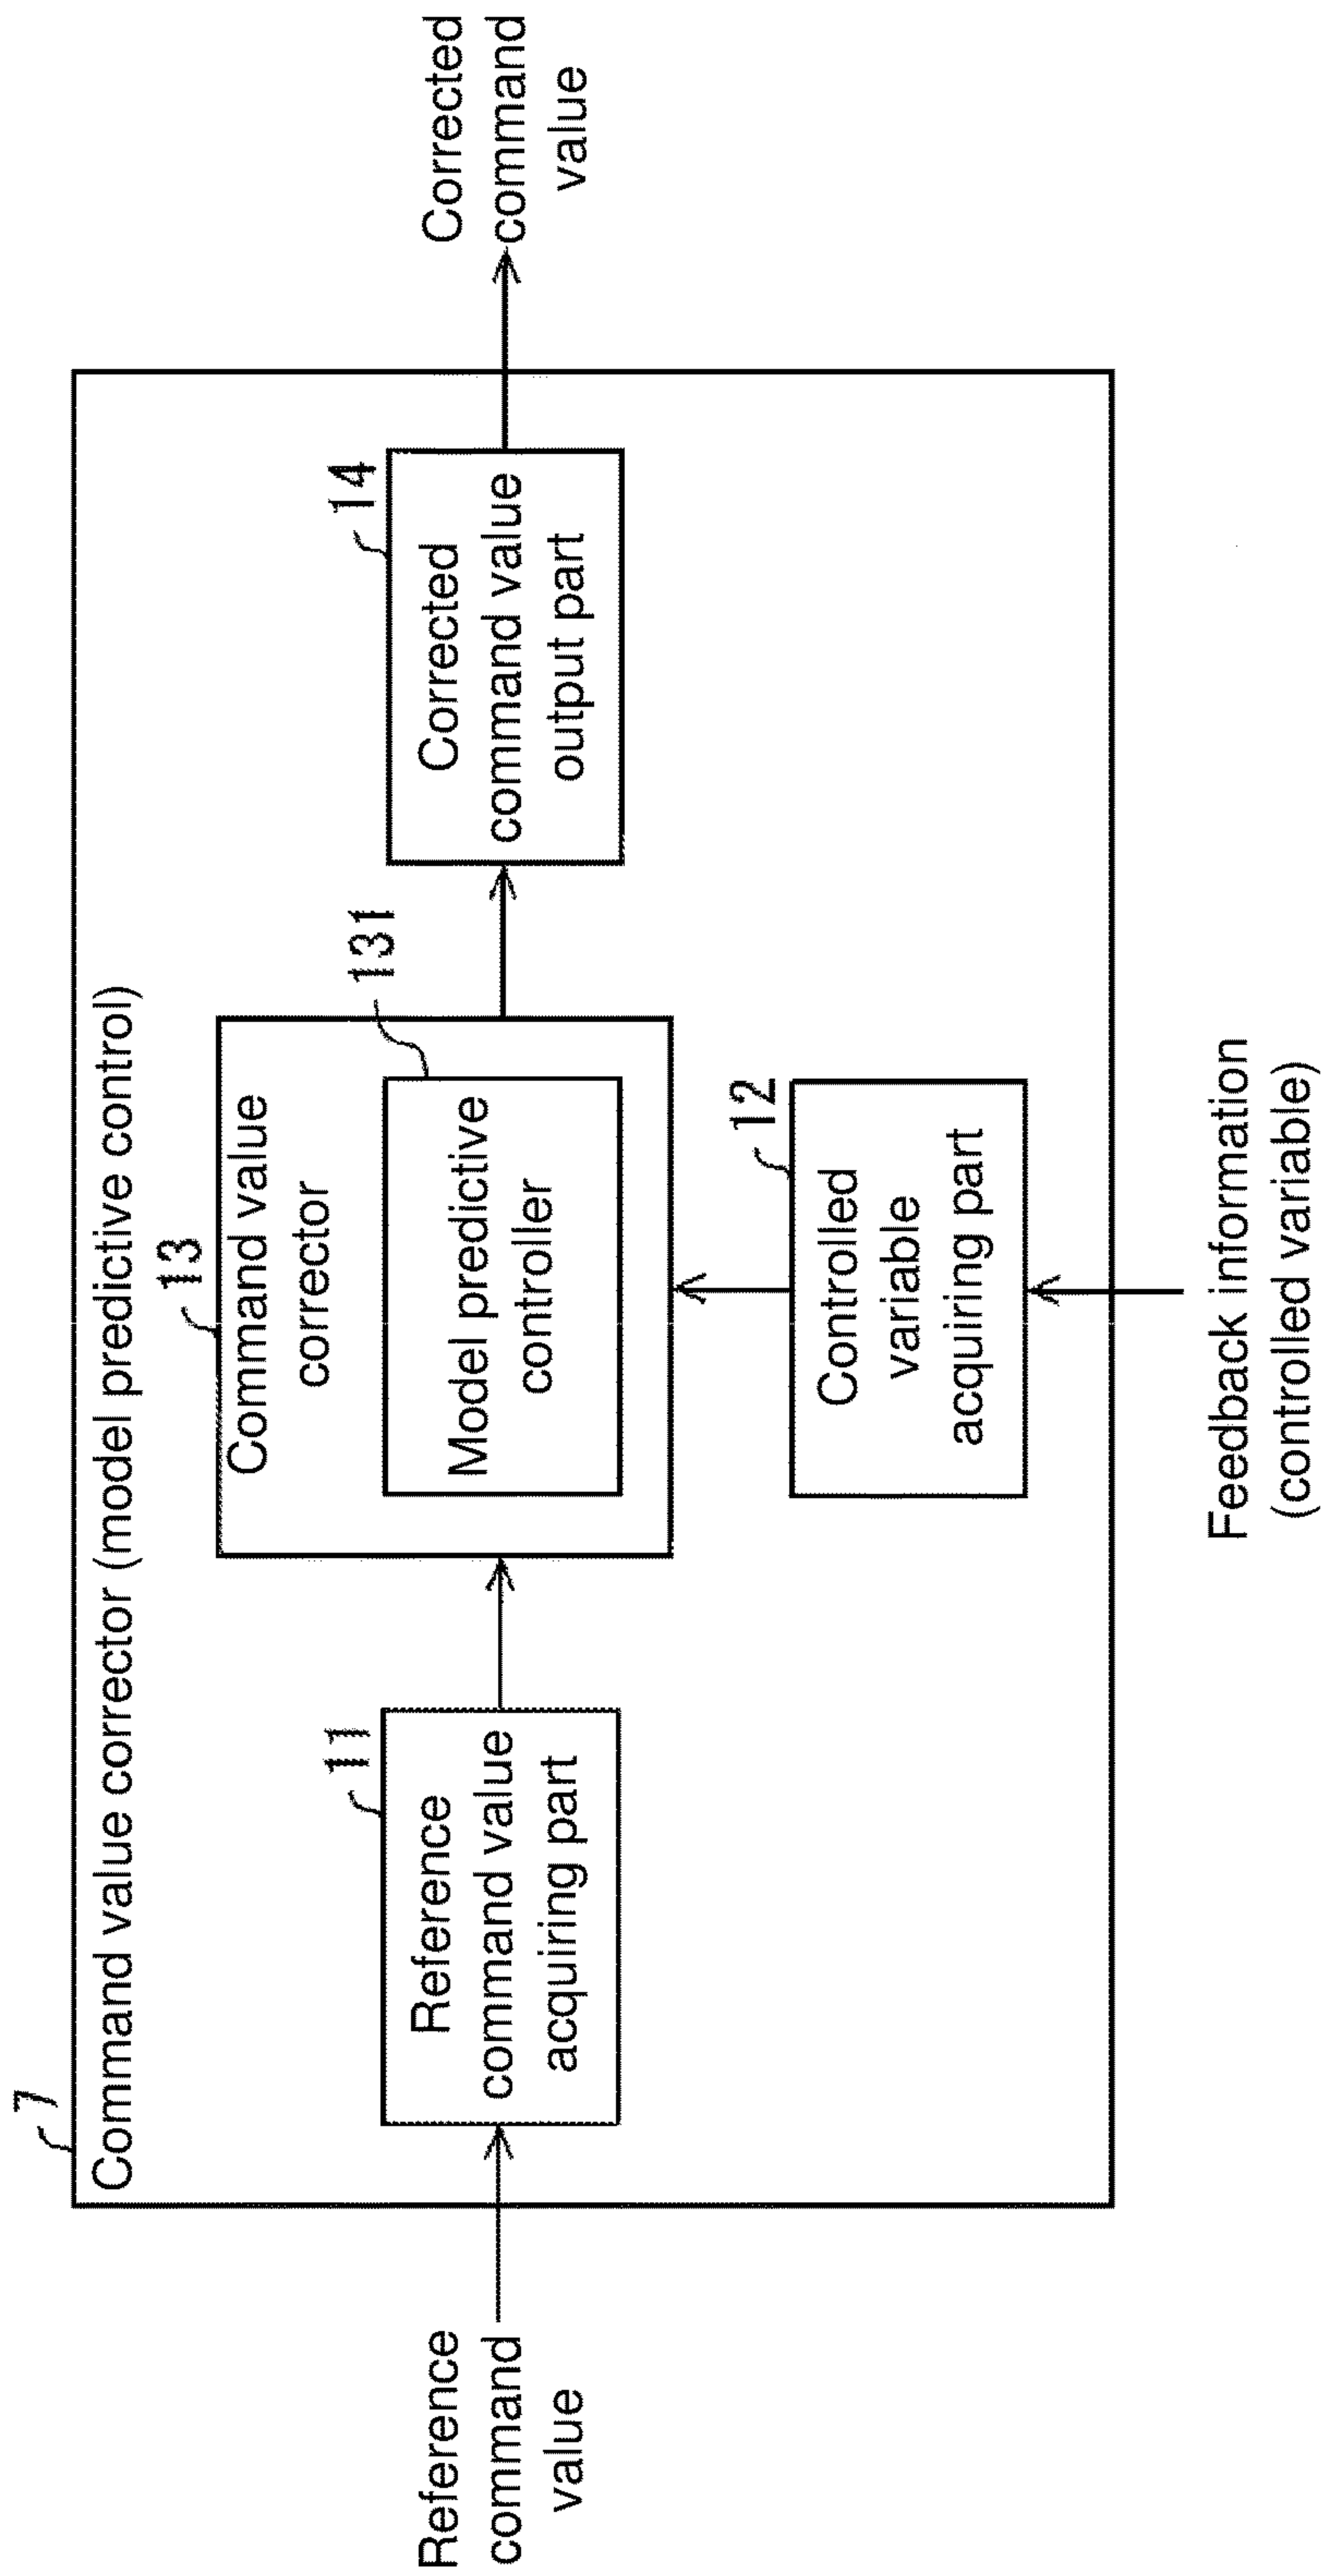 7
Command value corrector (model predictive control)
13
Command value
corrector
131
Model predictive
controller
11
Reference
command value
acquiring part
14
Corrected
command value
output part
Reference
command
value
Corrected
command
value
12
Controlled
variable
acquiring part
Feedback information
(controlled variable)